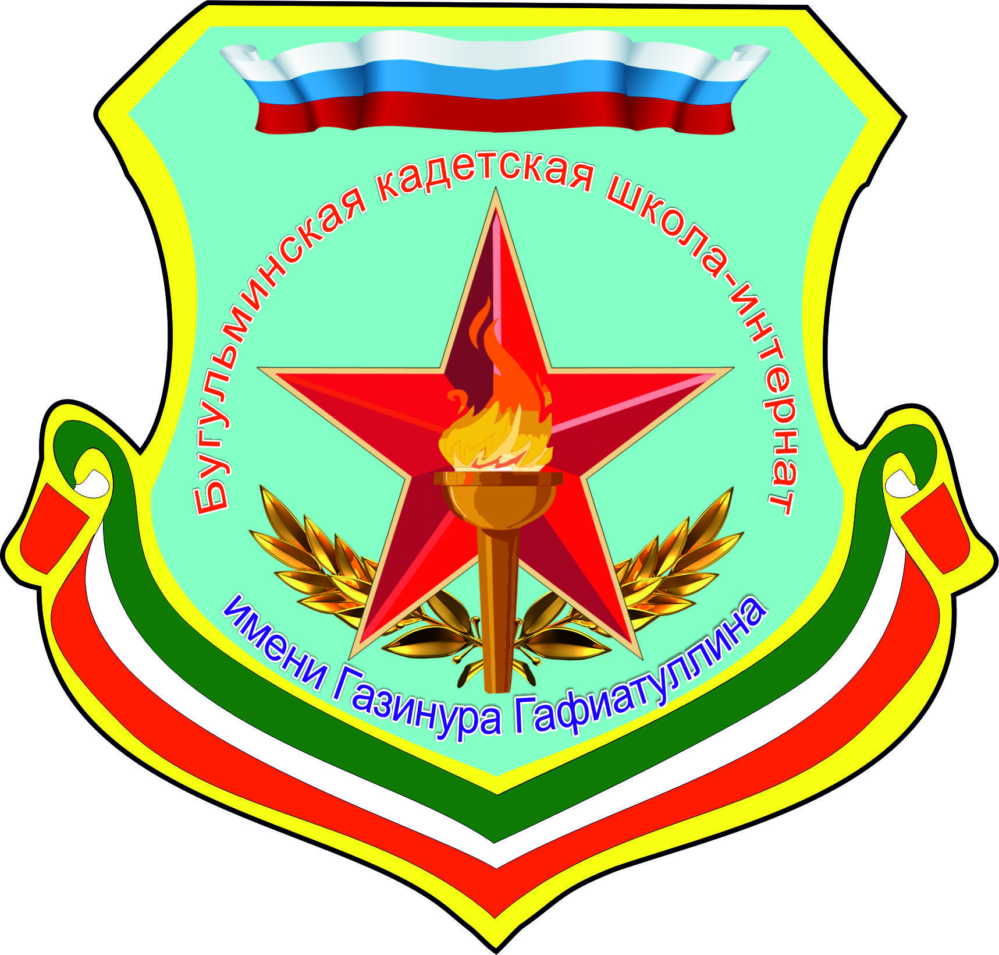 Бугульминская кадетская школа-интернат
имени Газинура Гафиатуллина